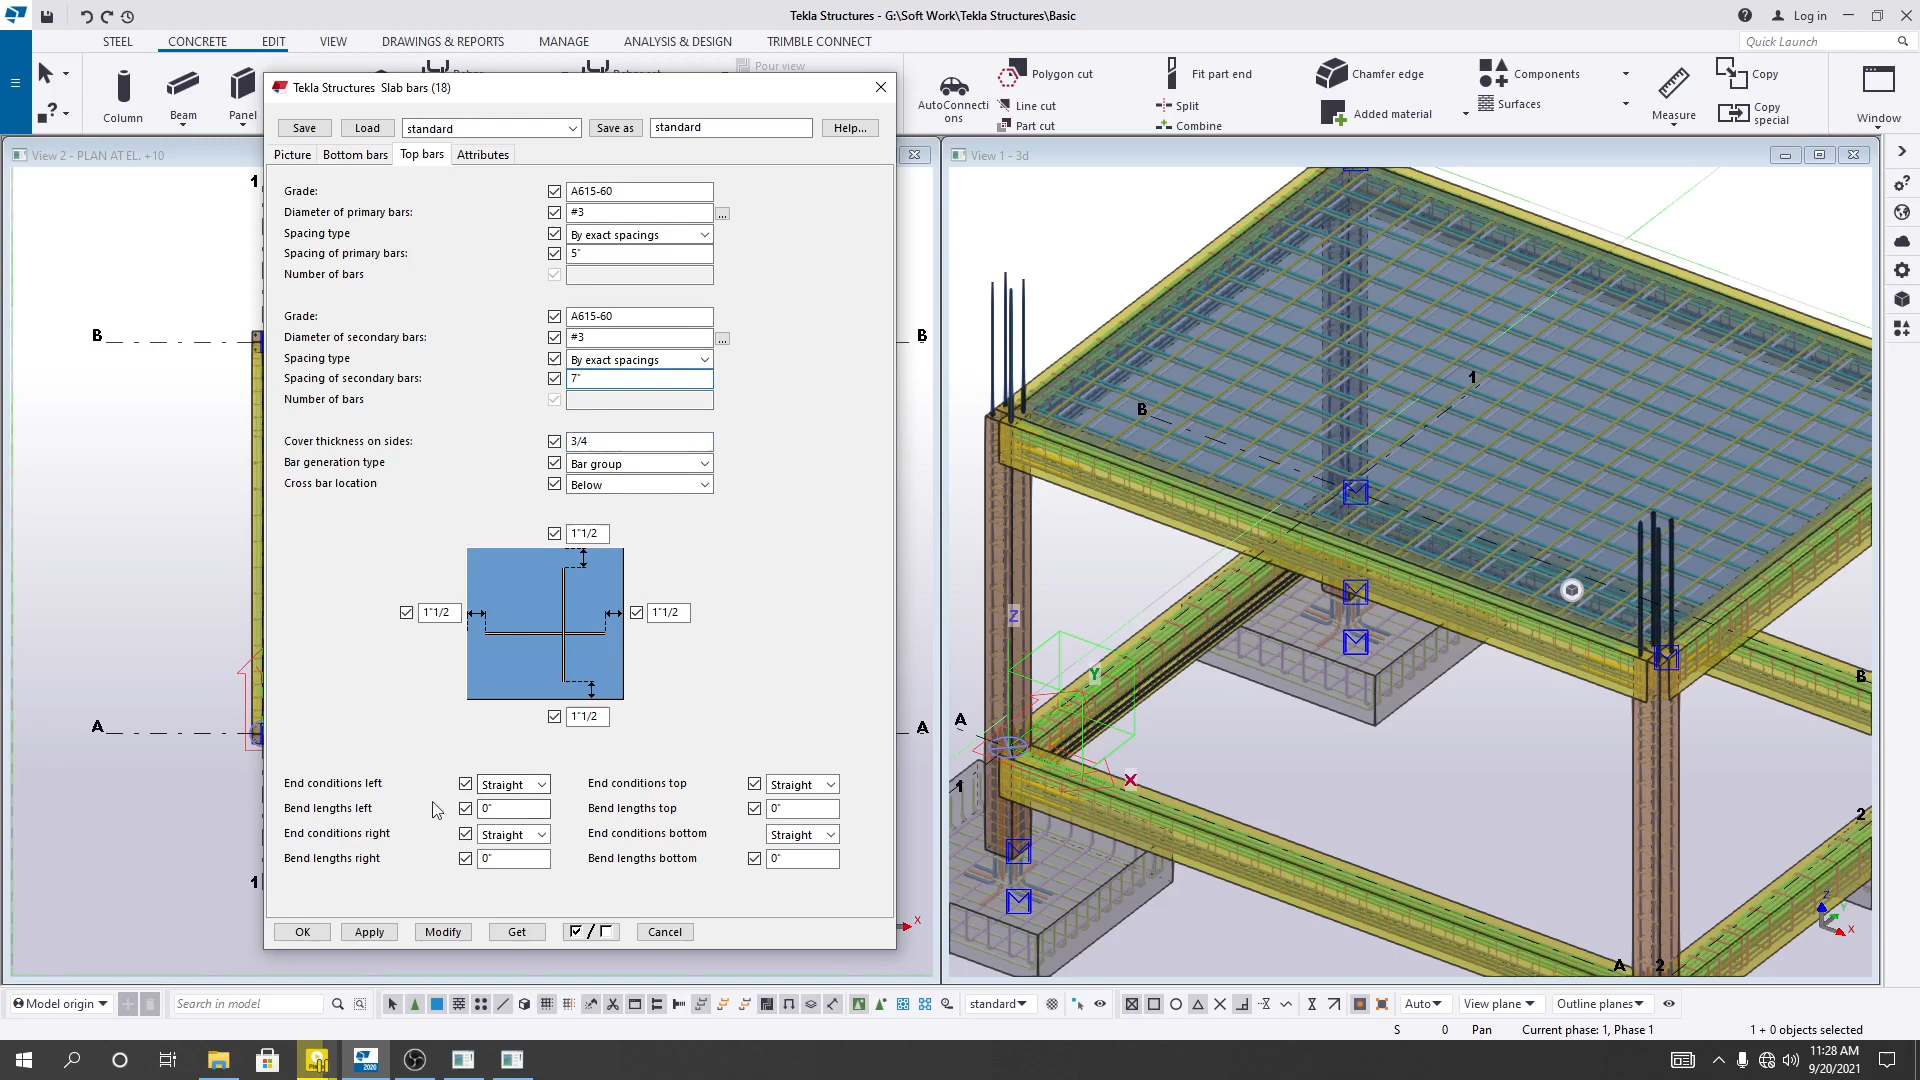 Tekla Structures - G:\Soft Work\Tekla Structures\Basic
Log in
STEEL CONCRETE EDIT VIEW DRAWINGS & REPORTS MANAGE ANALYSIS & DESIGN TRIMBLE CONNECT
Quick Launch
Column
Beam
Panel
Pour view
AutoConnecti
ons
Polygon cut
Line cut
Part cut
Fit part end
Split
Combine
Chamfer edge
Added material
Components
Surfaces
Measure
Copy
Copy
special
Window
Tekla Structures Slab bars (18)
Save Load standard Save as standard Help...
Picture Bottom bars Top bars Attributes
Grade: A615-60
Diameter of primary bars: #3 ...
Spacing type By exact spacings
Spacing of primary bars: 5"
Number of bars
Grade: A615-60
Diameter of secondary bars: #3 ...
Spacing type By exact spacings
Spacing of secondary bars: 7"
Number of bars
Cover thickness on sides: 3/4
Bar generation type Bar group
Cross bar location Below
1"1/2
1"1/2 1"1/2
1"1/2
End conditions left Straight End conditions top Straight
Bend lengths left 0" Bend lengths top 0"
End conditions right Straight End conditions bottom Straight
Bend lengths right 0" Bend lengths bottom 0"
OK Apply Modify Get / Cancel
View 2 - PLAN AT EL. +10
1
B B
A A
1
X
View 1 - 3d
1
B
Z
Y
A
X
1
B
2
A 2
Z
Y
X
Model origin Search in model standard Auto View plane Outline planes
S 0 Pan Current phase: 1, Phase 1 1 + 0 objects selected
2020
11:28 AM
9/20/2021